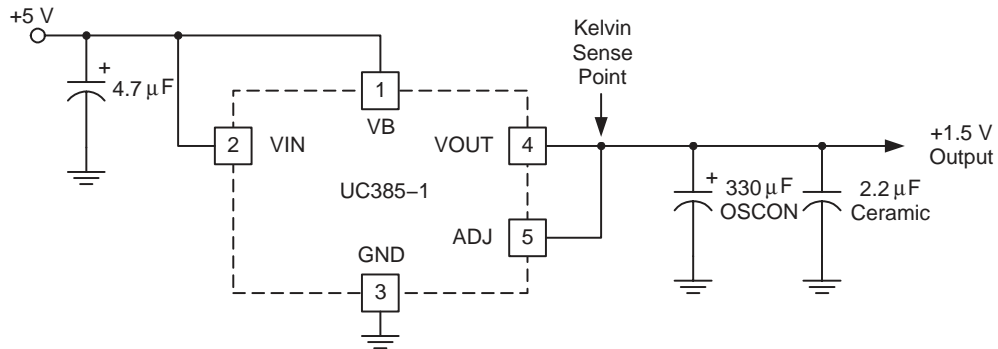 +5 V
Kelvin
Sense
Point
+
4.7 μF
1
VB
2
VIN
VOUT
4
+1.5 V
Output
UC385–1
+
330 μF
OSCON
2.2 μF
Ceramic
ADJ
5
GND
3